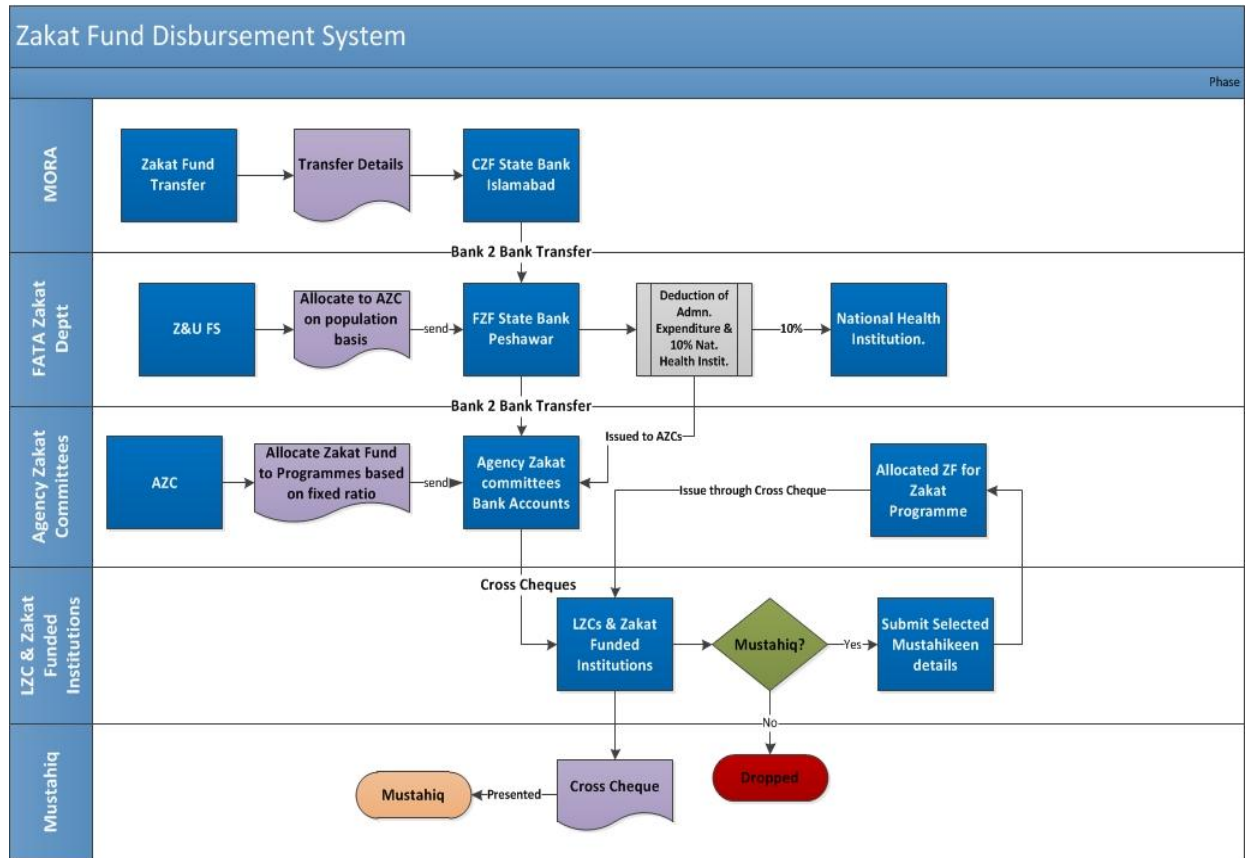 Zakat Fund Disbursement System
Phase
MORA
Zakat Fund
Transfer
Transfer Details
CZF State Bank
Islamabad
Bank 2 Bank Transfer
FATA Zakat
Deptt
Z&U FS
Allocate to AZC
on population
basis
send
FZF State Bank
Peshawar
Deduction of
Admn.
Expenditure &
10% Nat.
Health Instit.
10%
National Health
Institution.
Bank 2 Bank Transfer
Issued to AZCs
Agency Zakat
Committees
AZC
Allocate Zakat Fund
to Programmes based
on fixed ratio
send
Agency Zakat
committees
Bank Accounts
Issue through Cross Cheque
Allocated ZF for
Zakat
Programme
Cross Cheques
LZC & Zakat
Funded
Institutions
LZCs & Zakat
Funded
Institutions
Mustahiq?
Yes
Submit Selected
Mustahikeen
details
No
Mustahiq
Mustahiq
Presented
Cross Cheque
Dropped